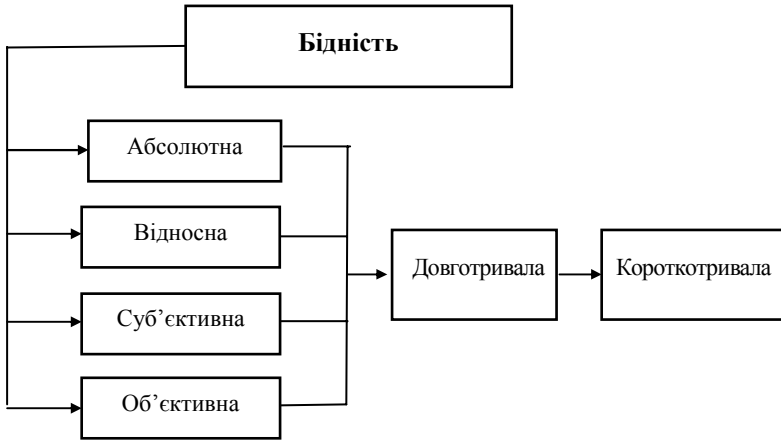 Бідність
Абсолютна
Відносна
Суб’єктивна
Об’єктивна
Довготривала
Короткотривала